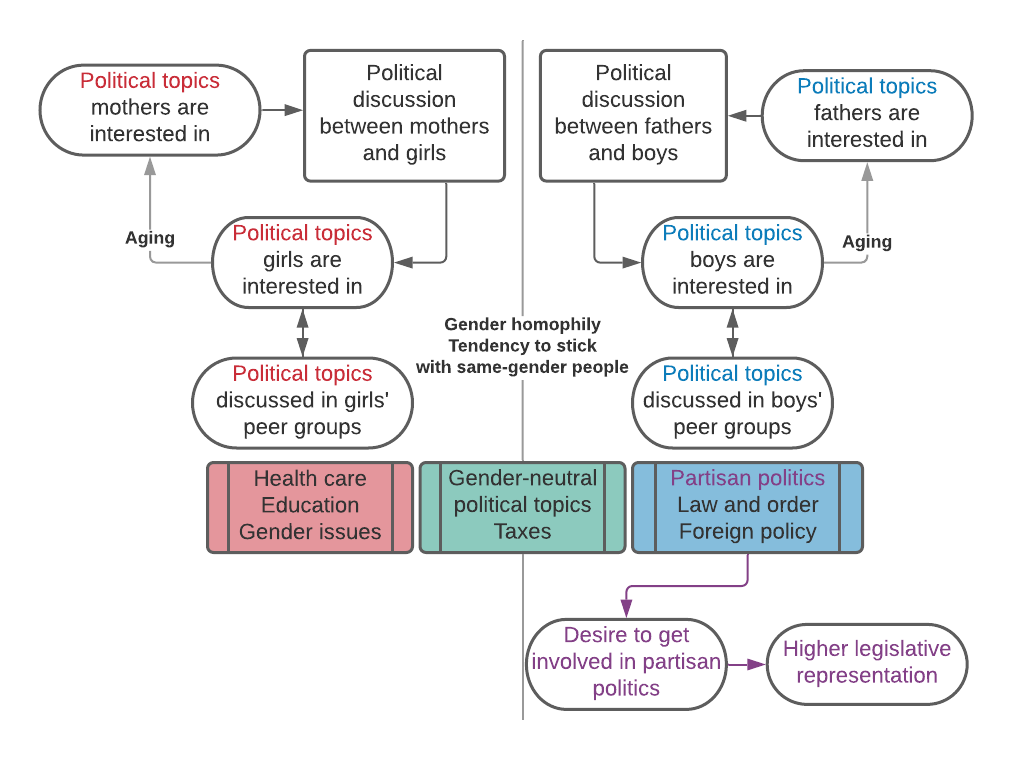 Political topics
mothers are
interested in
Political
discussion
between mothers
and girls
Political
discussion
between fathers
and boys
Political topics
fathers are
interested in
Aging
Political topics
girls are
interested in
Political topics
boys are
interested in
Aging
Gender homophily
Tendency to stick
with same-gender people
Political topics
discussed in girls'
peer groups
Political topics
discussed in boys'
peer groups
Health care
Education
Gender issues
Gender-neutral
political topics
Taxes
Partisan politics
Law and order
Foreign policy
Desire to get
involved in partisan
politics
Higher legislative
representation